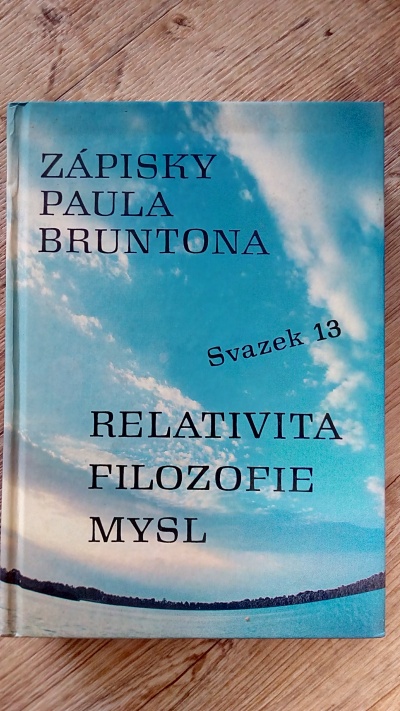 ZÁPISKY
PAULA
BRUNTONA
Svazek 13
RELATIVITA
FILOZOFIE
MYSL